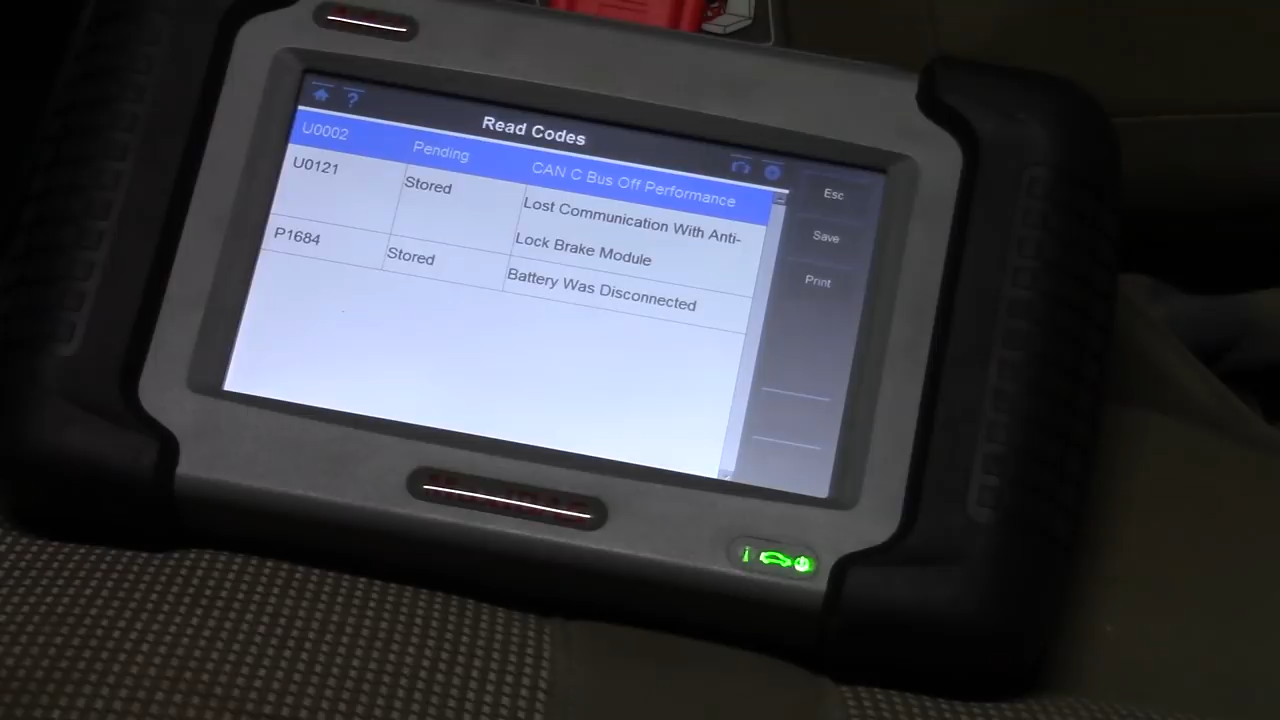 ?
Read Codes
U0002 Pending CAN C Bus Off Performance
U0121 Stored Lost Communication With Anti-
Lock Brake Module
P1684 Stored Battery Was Disconnected
Esc
Save
Print